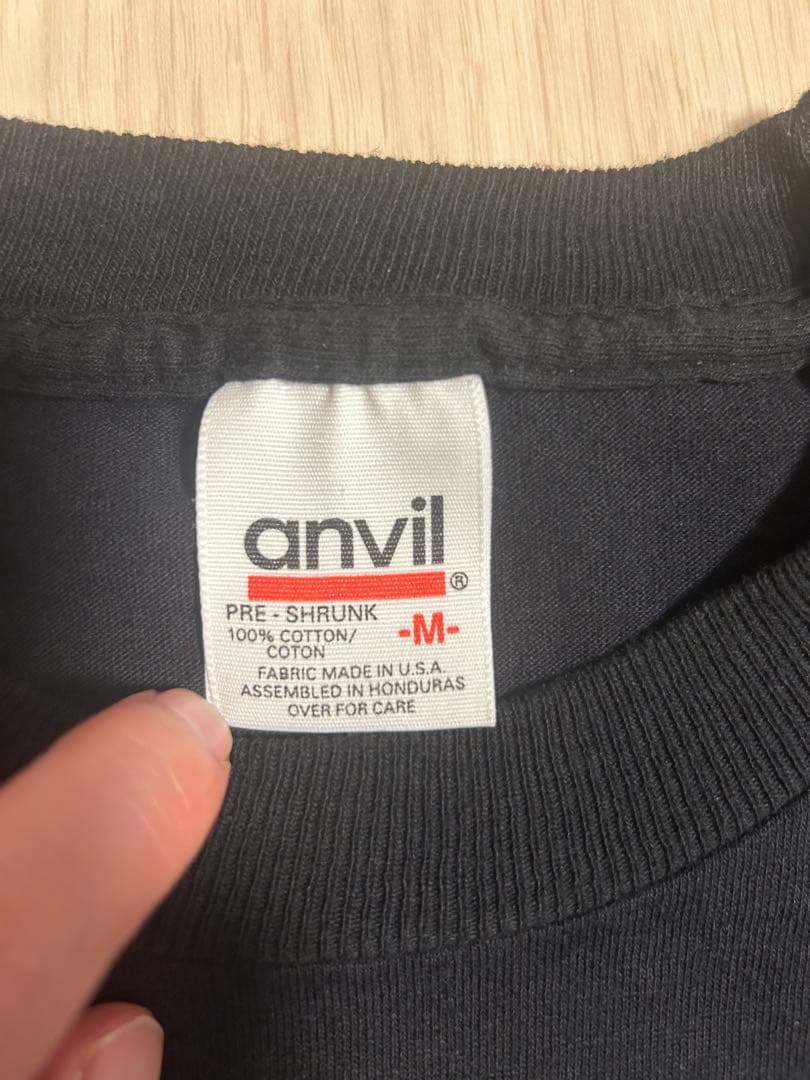 anvil®
PRE-SHRUNK
100% COTTON/
COTON
-M-
FABRIC MADE IN U.S.A.
ASSEMBLED IN HONDURAS
OVER FOR CARE